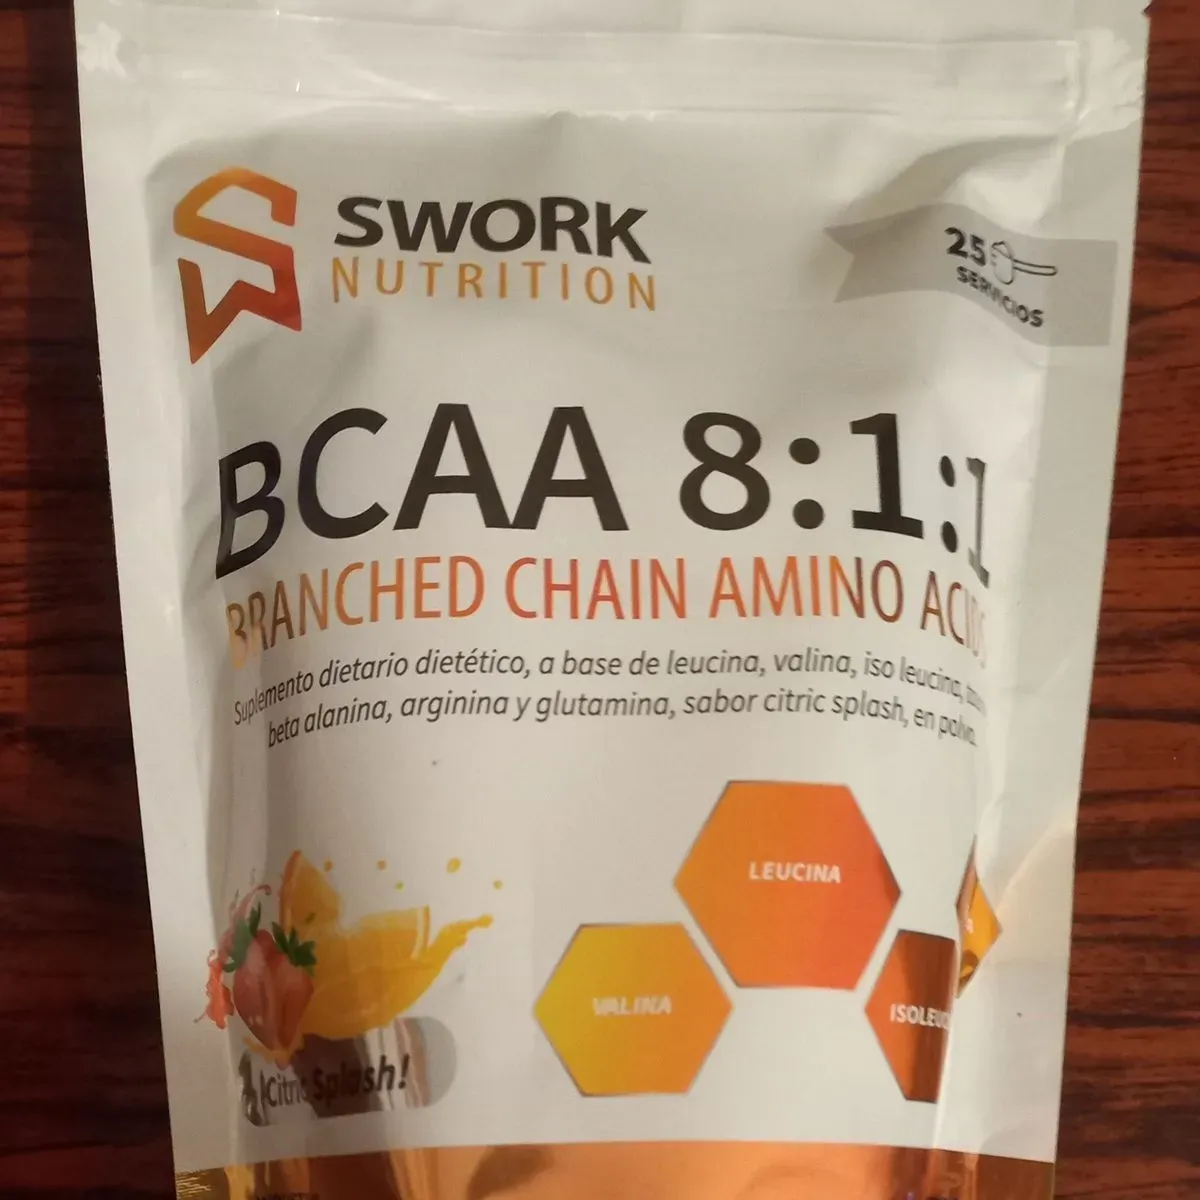 SWORK
NUTRITION
25
SERVICIOS
BCAA 8:1:1
BRANCHED CHAIN AMINO ACIDS
Suplemento dietario dietético, a base de leucina, valina, iso leucina,
beta alanina, arginina y glutamina, sabor citric splash, en polvo.
LEUCINA
VALINA
ISOLEUC
Citric Splash!